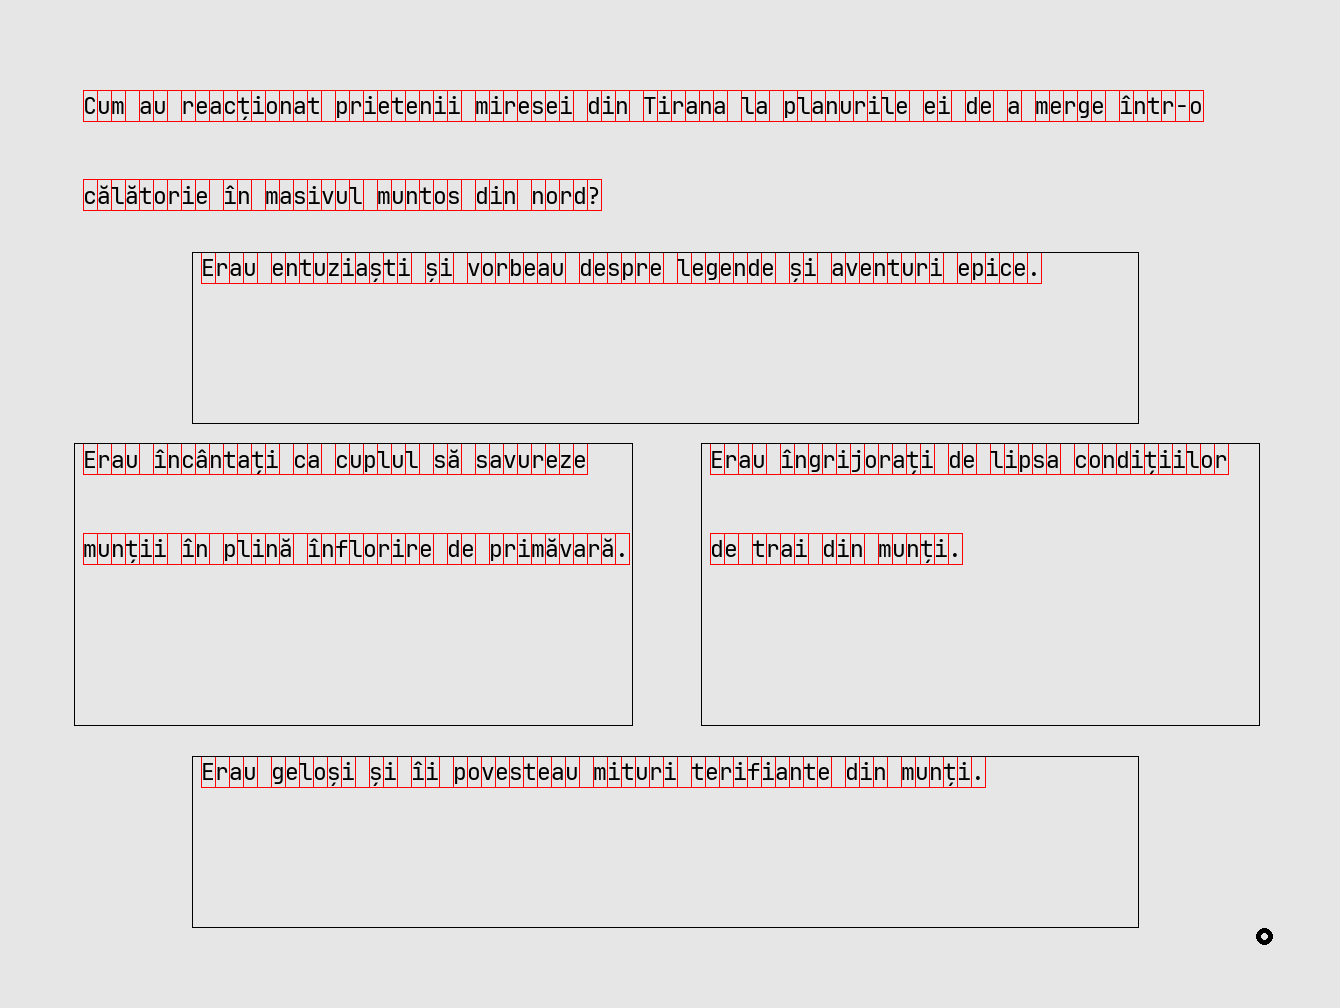 Cum au reacționat prietenii miresei din Tirana la planurile ei de a merge într-o
călătorie în masivul muntos din nord?
Erau entuziaști și vorbeau despre legende și aventuri epice.
Erau încântați ca cuplul să savureze
munții în plină înflorire de primăvară.
Erau îngrijorați de lipsa condițiilor
de trai din munți.
Erau geloși și îi povesteau mituri terifiante din munți.